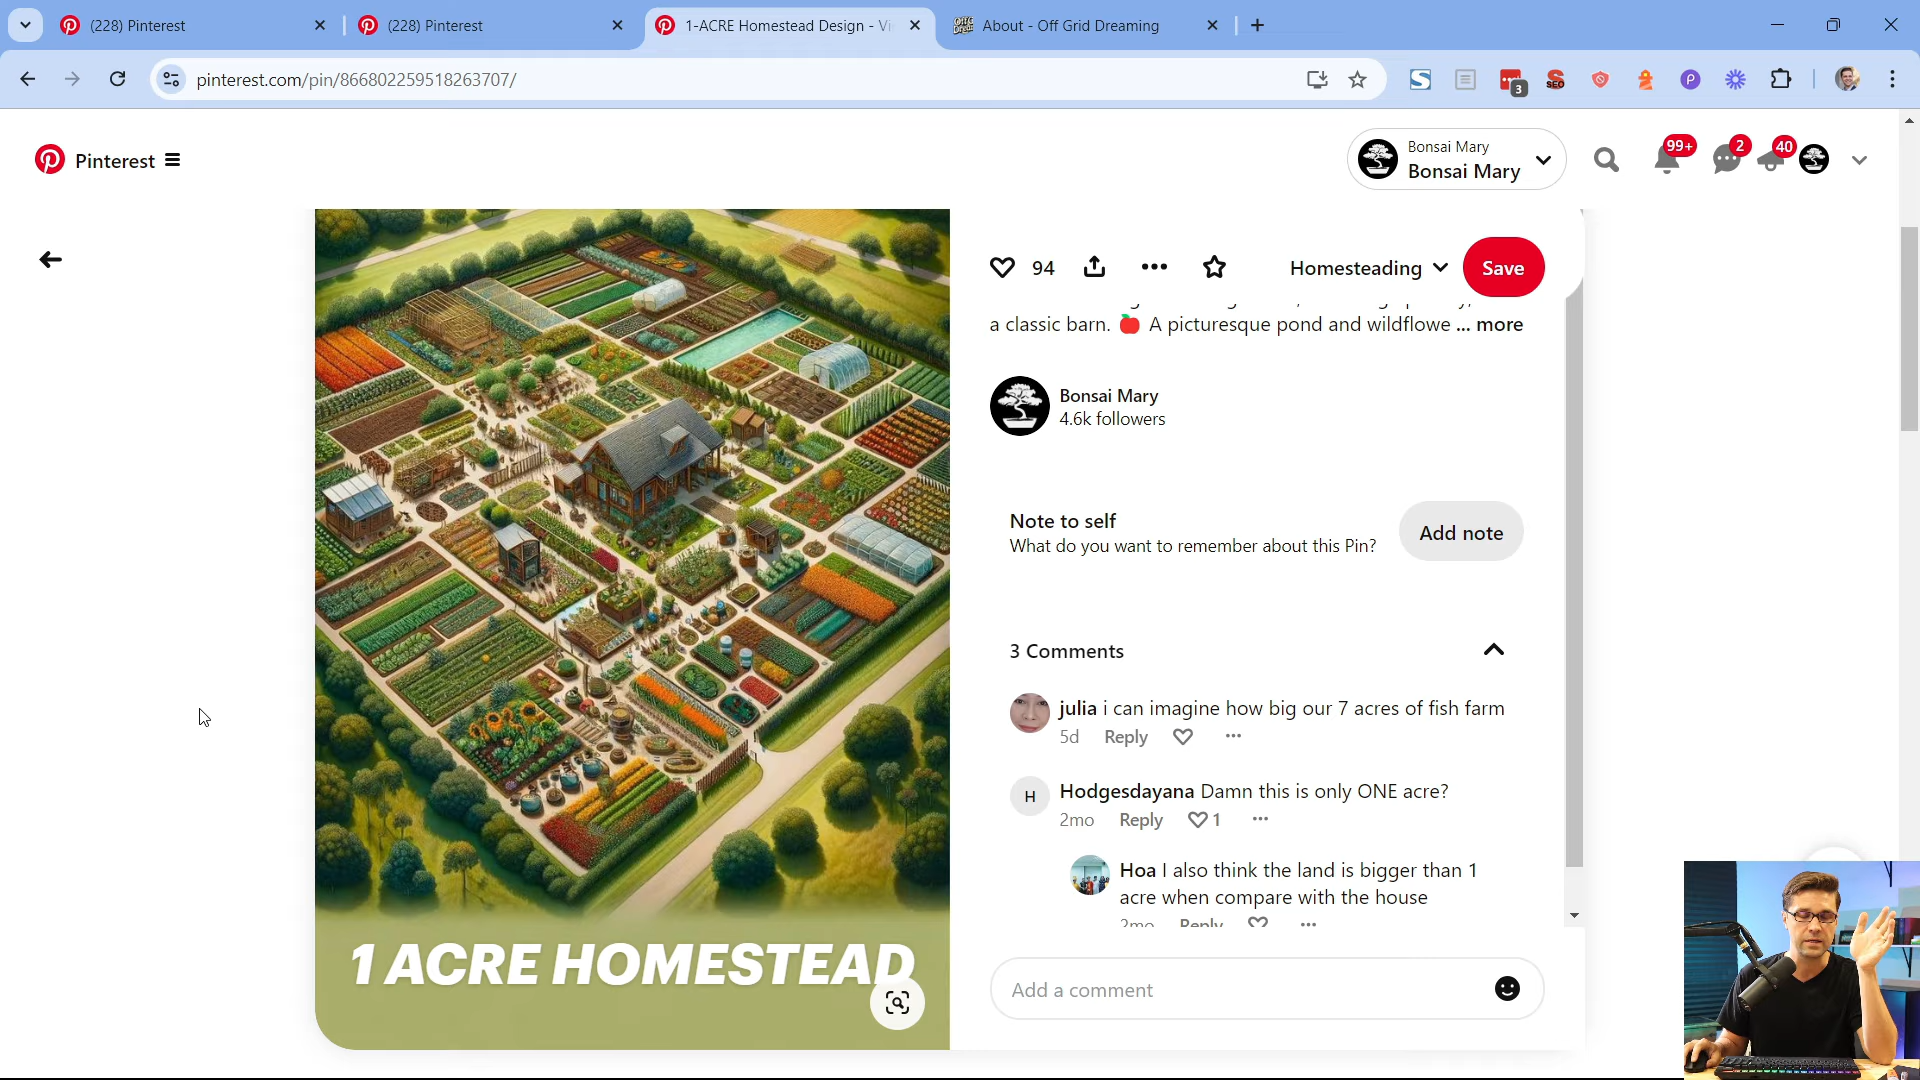 (228) Pinterest
(228) Pinterest
1-ACRE Homestead Design - Vi
About - Off Grid Dreaming
pinterest.com/pin/866802259518263707/
3
SEO
Pinterest
Bonsai Mary
Bonsai Mary
99+
2
40
94
Homesteading
Save
a classic barn. 🍎 A picturesque pond and wildflowe ... more
Bonsai Mary
4.6k followers
Note to self
What do you want to remember about this Pin?
Add note
3 Comments
julia i can imagine how big our 7 acres of fish farm
5d Reply
H
Hodgesdayana Damn this is only ONE acre?
2mo Reply 1
Hoa I also think the land is bigger than 1
acre when compare with the house
2mo Reply
1 ACRE HOMESTEAD
Add a comment